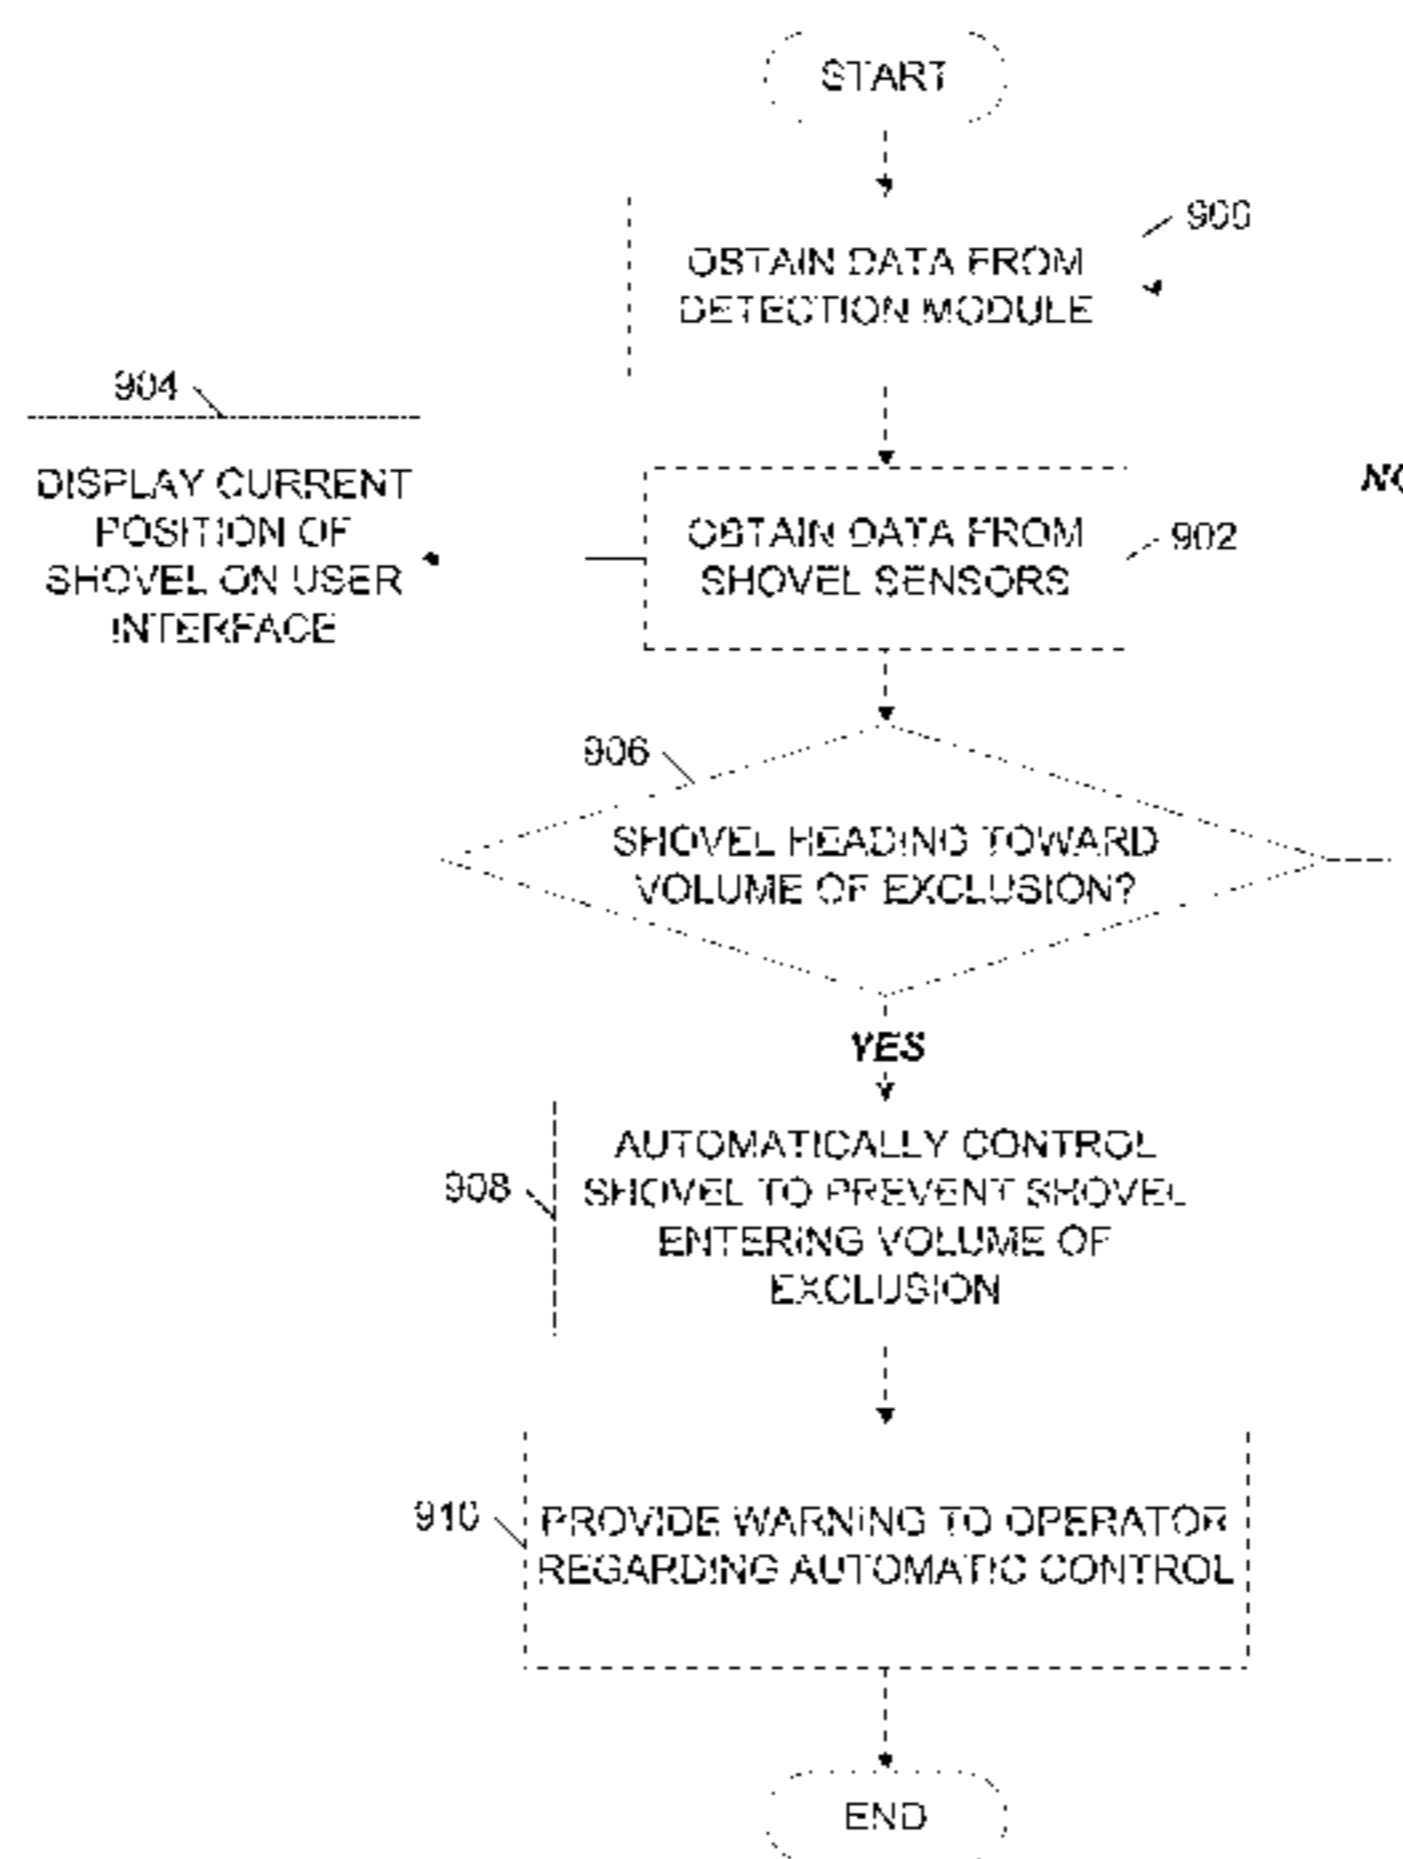 START
900
OBTAIN DATA FROM
DETECTION MODULE
904
DISPLAY CURRENT
POSITION OF
SHOVEL ON USER
INTERFACE
OBTAIN DATA FROM
SHOVEL SENSORS
902
NO
906
SHOVEL HEADING TOWARD
VOLUME OF EXCLUSION?
YES
908
AUTOMATICALLY CONTROL
SHOVEL TO PREVENT SHOVEL
ENTERING VOLUME OF
EXCLUSION
910
PROVIDE WARNING TO OPERATOR
REGARDING AUTOMATIC CONTROL
END